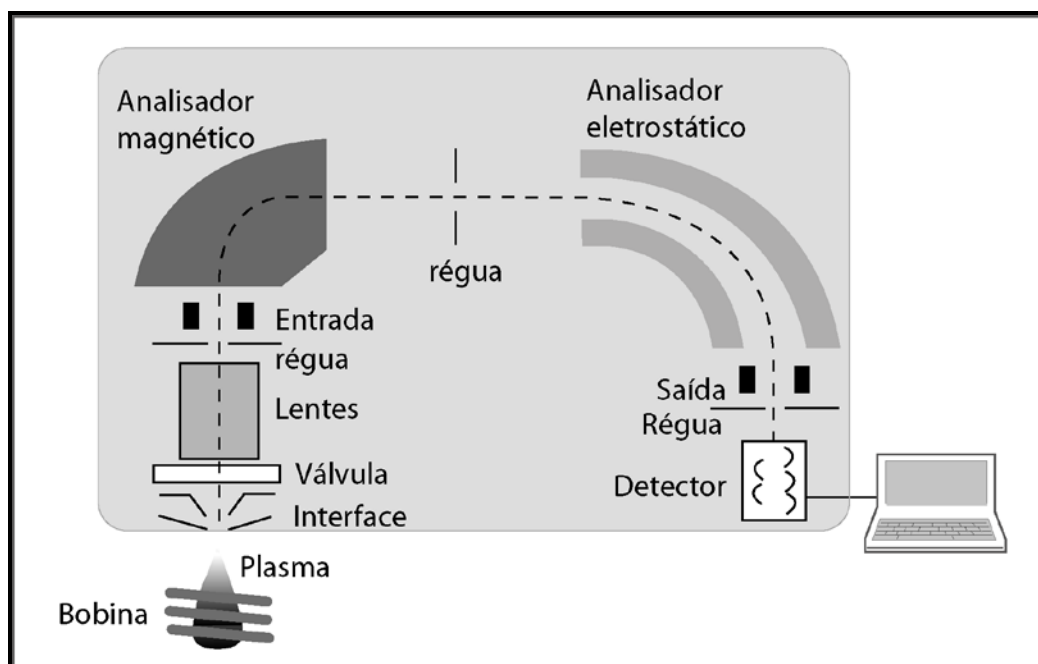 Analisador
magnético
Analisador
eletrostático
régua
Entrada
régua
Lentes
Válvula
Interface
Plasma
Bobina
Saída
Régua
Detector